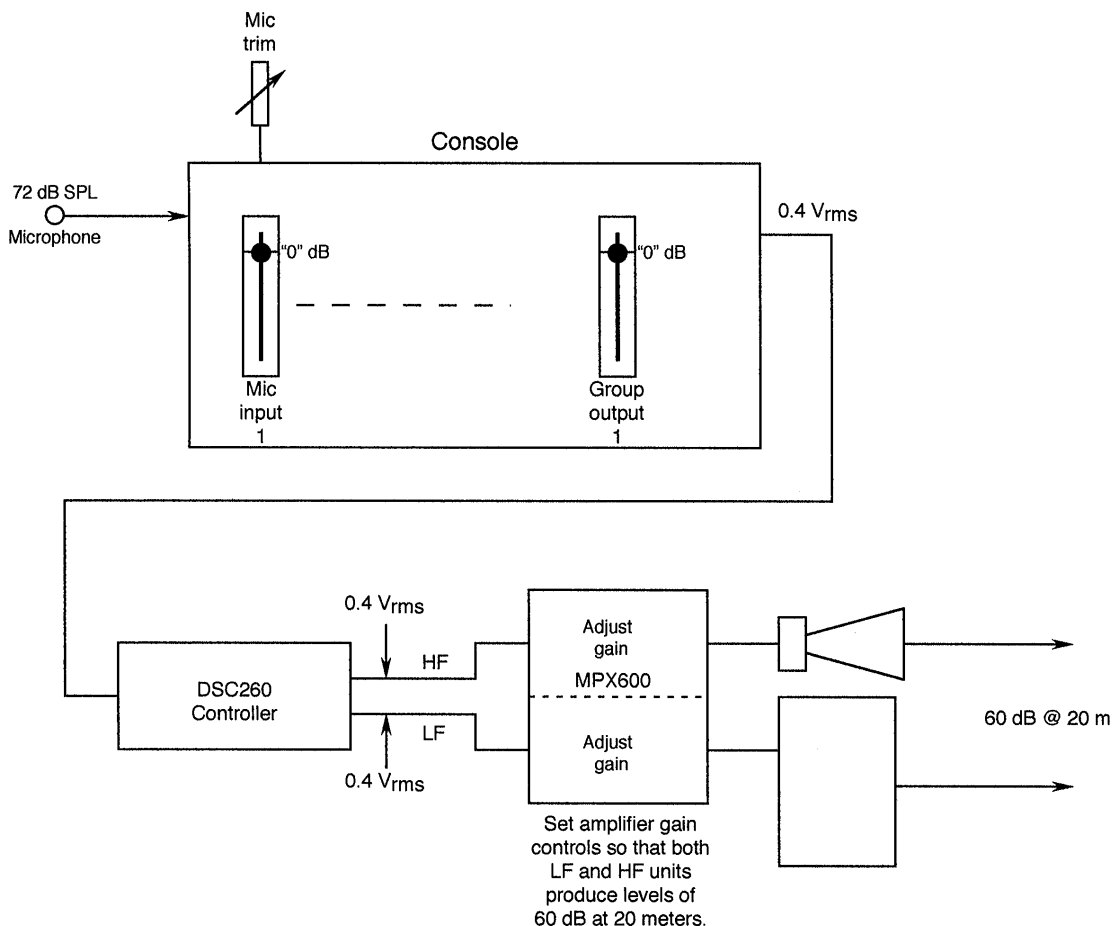 Mic
trim
Console
72 dB SPL
Microphone
0.4 Vrms
"0" dB
"0" dB
Mic
input
1
Group
output
1
0.4 Vrms
HF
LF
0.4 Vrms
DSC260
Controller
Adjust
gain
MPX600
Adjust
gain
60 dB @ 20 m
Set amplifier gain
controls so that both
LF and HF units
produce levels of
60 dB at 20 meters.